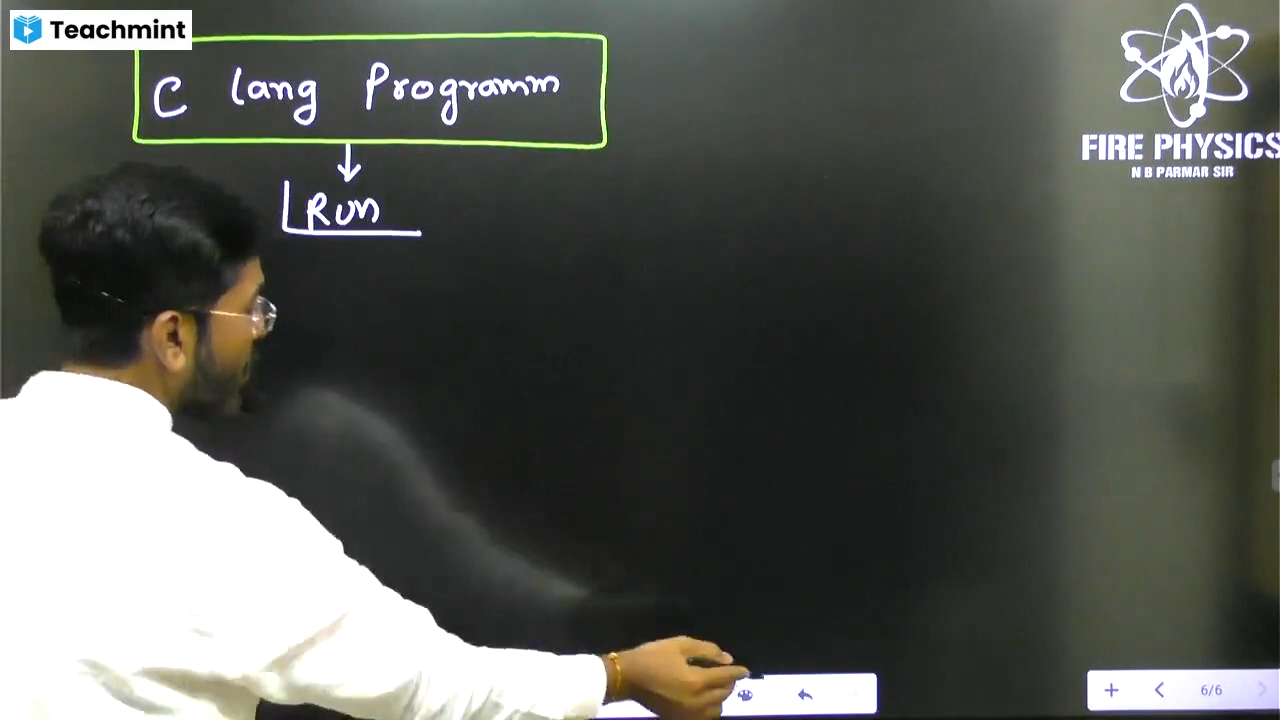 Teachmint
C lang Programm
Run
FIRE PHYSICS
N B PARMAR SIR
6/6